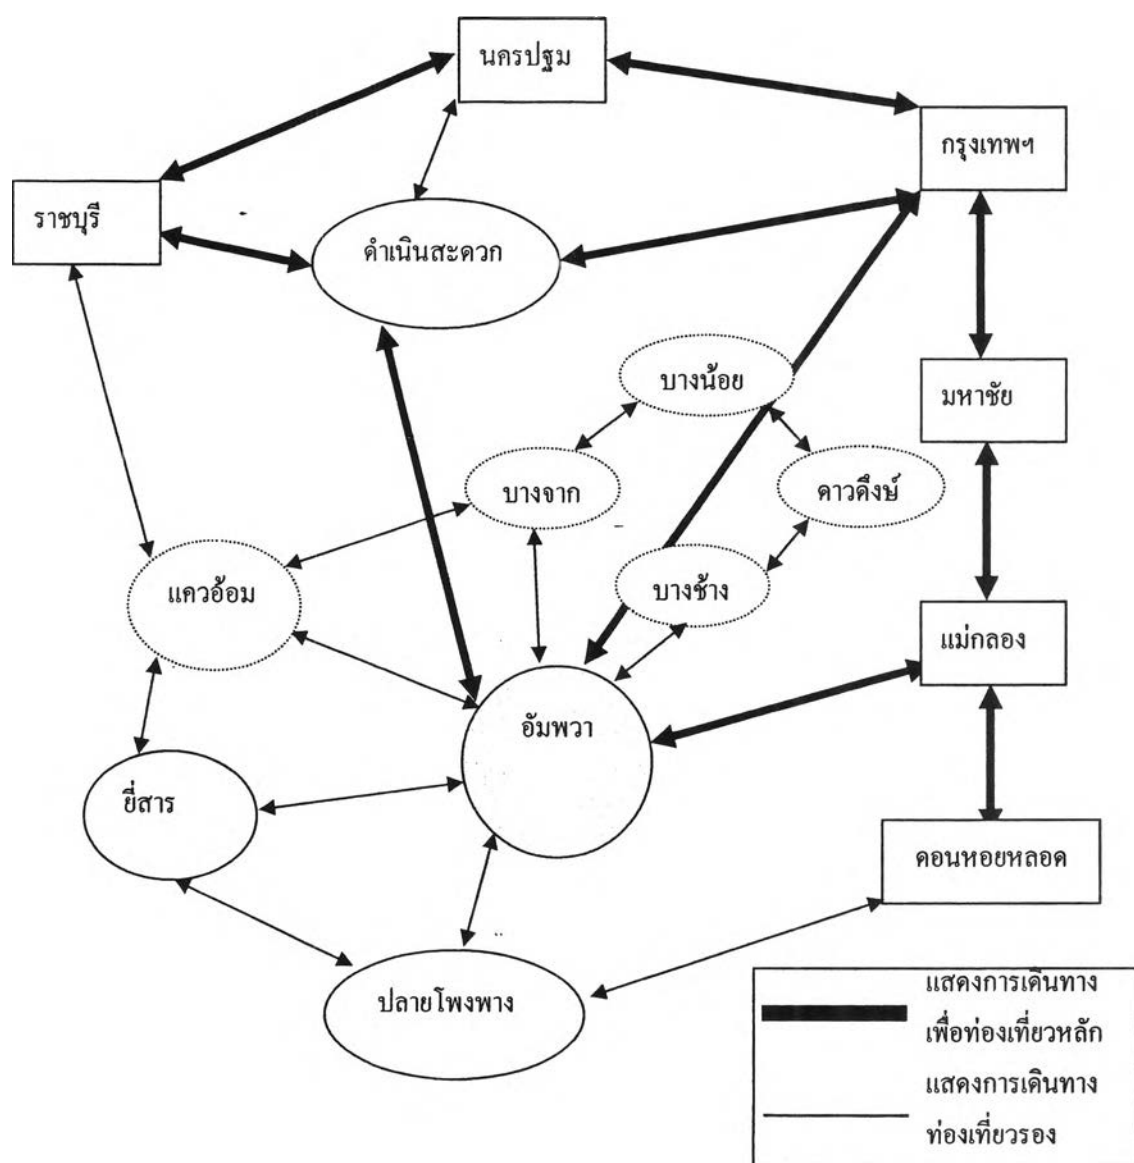 นครปฐม
กรุงเทพฯ
ราชบุรี
ดำเนินสะดวก
บางน้อย
มหาชัย
บางจาก
ดาวดึงษ์
แควอ้อม
บางช้าง
แม่กลอง
อัมพวา
ยี่สาร
ดอนหอยหลอด
ปลายโพงพาง
แสดงการเดินทาง
เพื่อท่องเที่ยวหลัก
แสดงการเดินทาง
ท่องเที่ยวรอง